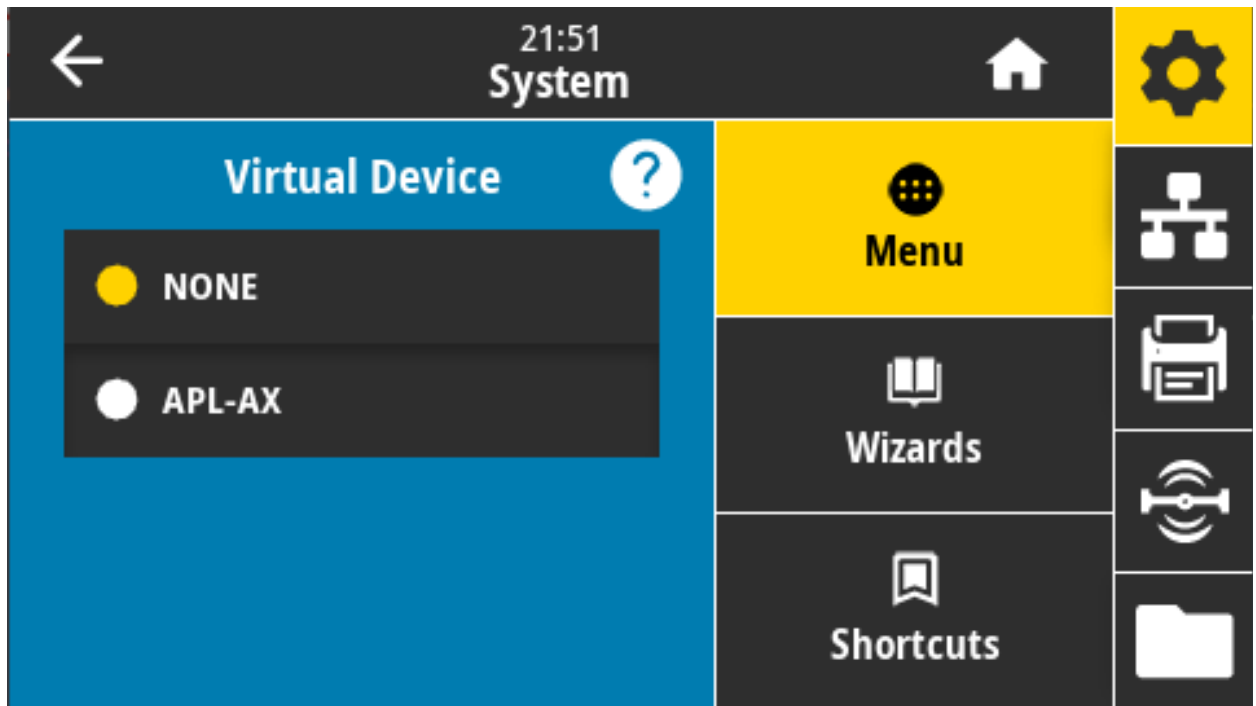 21:51
System
Virtual Device
?
NONE
APL-AX
Menu
Wizards
Shortcuts